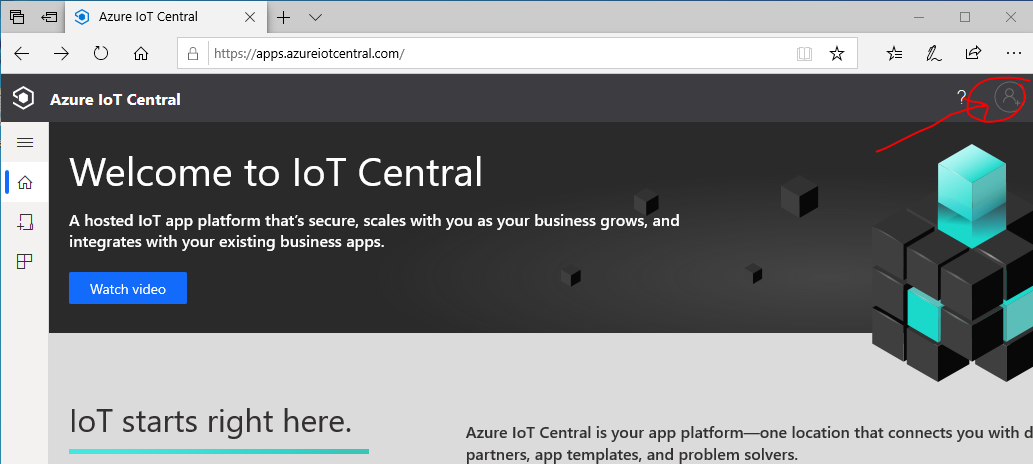 Azure IoT Central
https://apps.azureiotcentral.com/
Azure IoT Central
?
Welcome to IoT Central
A hosted IoT app platform that's secure, scales with you as your business grows, and
integrates with your existing business apps.
Watch video
IoT starts right here.
Azure IoT Central is your app platform—one location that connects you with d
partners, app templates, and problem solvers.